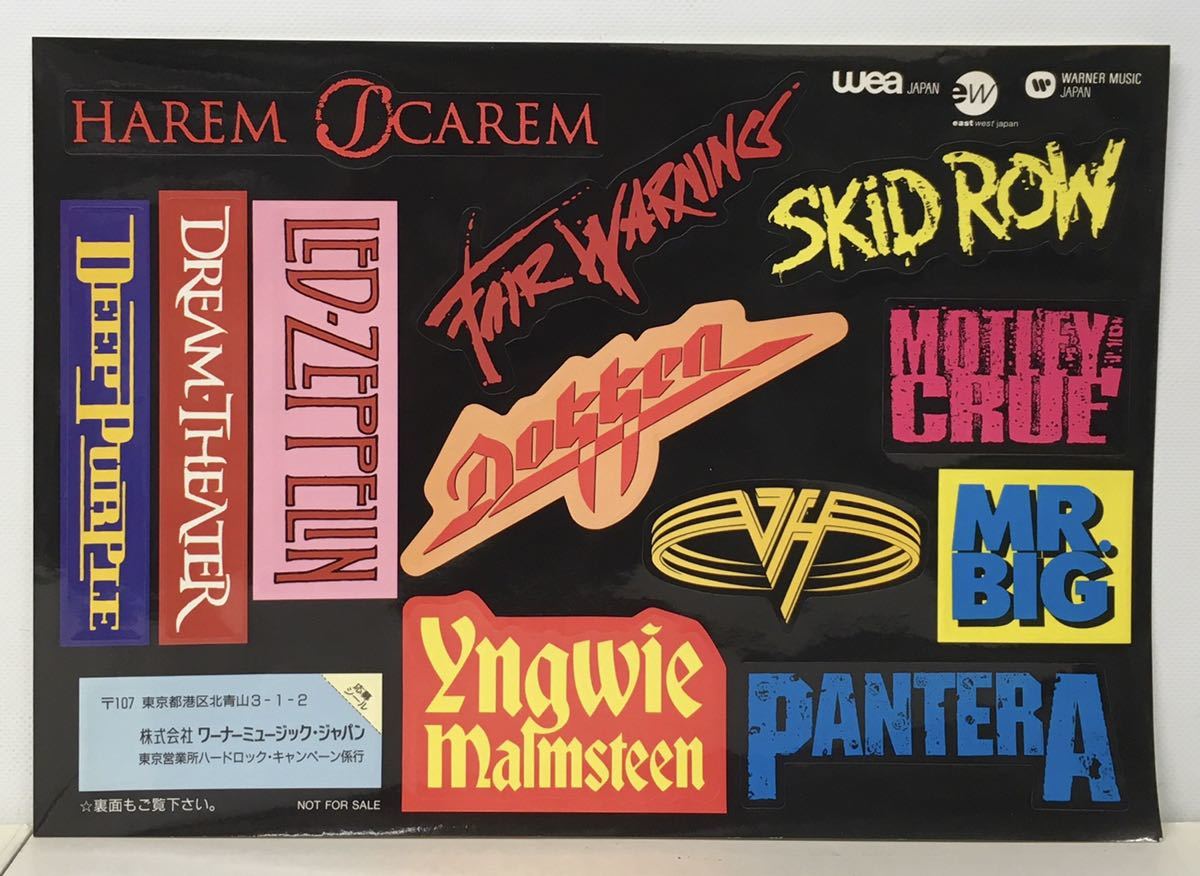 HAREM SCAREM
wea JAPAN
ew
east west japan
WARNER MUSIC
JAPAN
FAIR WARNING
SKiD ROW
DEEP PURPLE
DREAM THEATER
LED-ZEPPELIN
Dokken
MOTLEY
CRUE
VH
MR.
BIG
Yngwie
Malmsteen
PANTERA
応募
シール
〒107 東京都港区北青山3-1-2
株式会社 ワーナーミュージック・ジャパン
東京営業所ハードロック・キャンペーン係行
☆裏面もご覧下さい。
NOT FOR SALE